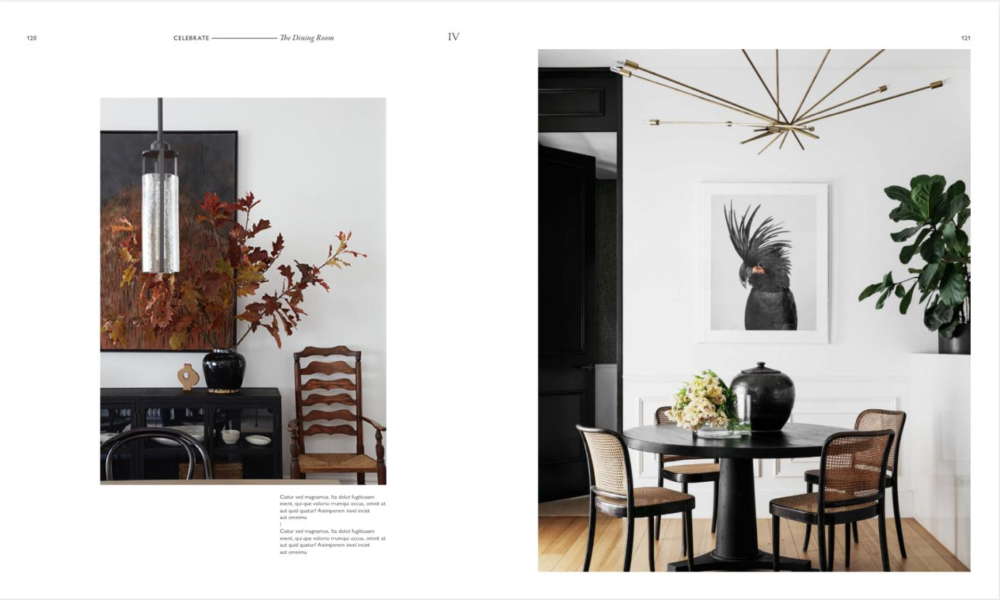 120
CELEBRATE The Dining Room
IV
121
Ciatur sed magnamus. Ita dolut fugitiusam
event, qui que volorio rrumqui occus, omnit ut
aut quid quatur? Aximperem invel inciet
aut omnimu
/
Ciatur sed magnamus. Ita dolut fugitiusam
event, qui que volorio rrumqui occus, omnit ut
aut quid quatur? Aximperem invel inciet
aut omnimu